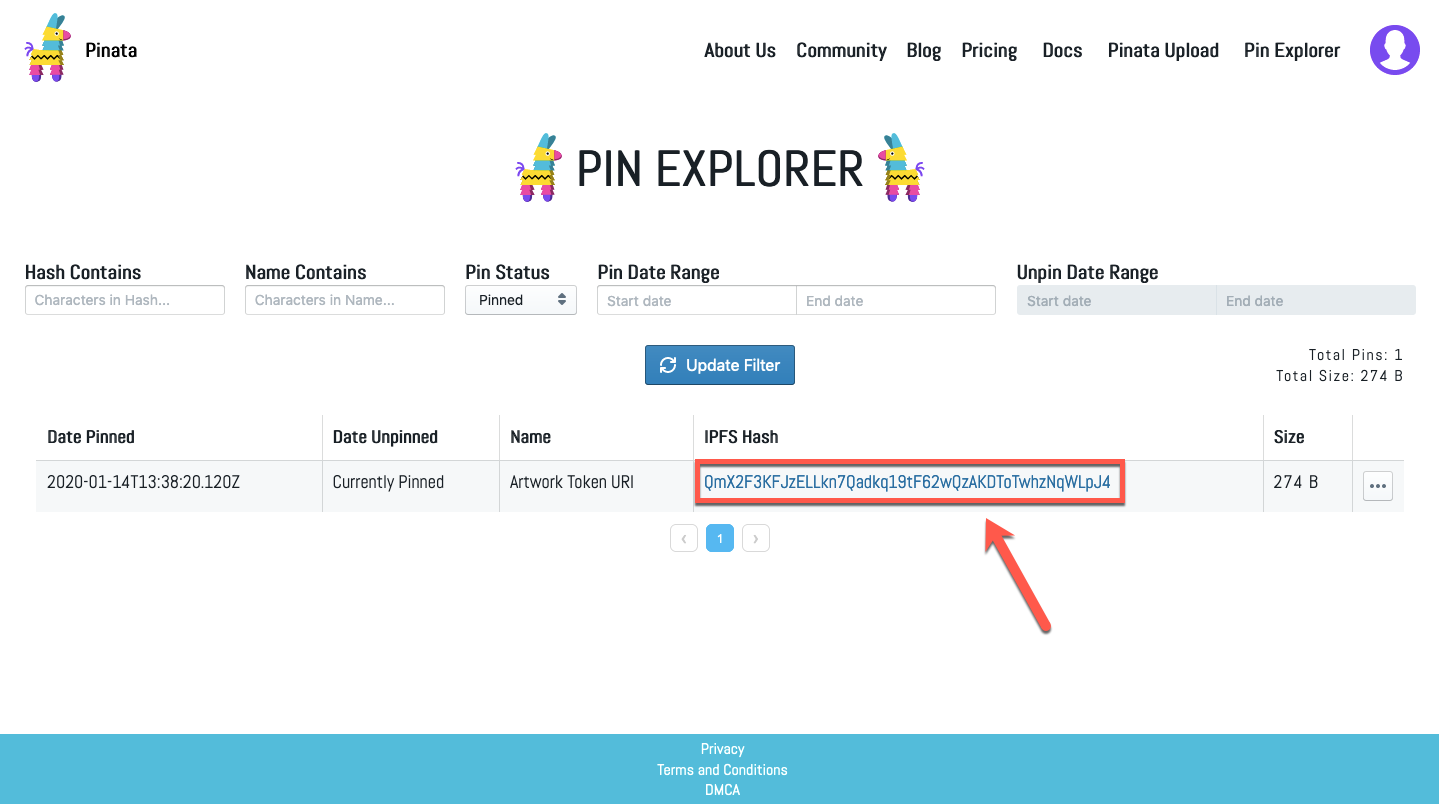 Pinata
About Us Community Blog Pricing Docs Pinata Upload Pin Explorer
PIN EXPLORER
Hash Contains Name Contains Pin Status Pin Date Range Unpin Date Range
Characters in Hash... Characters in Name... Pinned Start date End date Start date End date
Update Filter
Total Pins: 1
Total Size: 274 B
Date Pinned Date Unpinned Name IPFS Hash Size
2020-01-14T13:38:20.120Z Currently Pinned Artwork Token URI QmX2F3KFJzELLkn7Qadkq19tF62wQzAKDToTwhzNqWLpJ4 274 B
1
Privacy
Terms and Conditions
DMCA